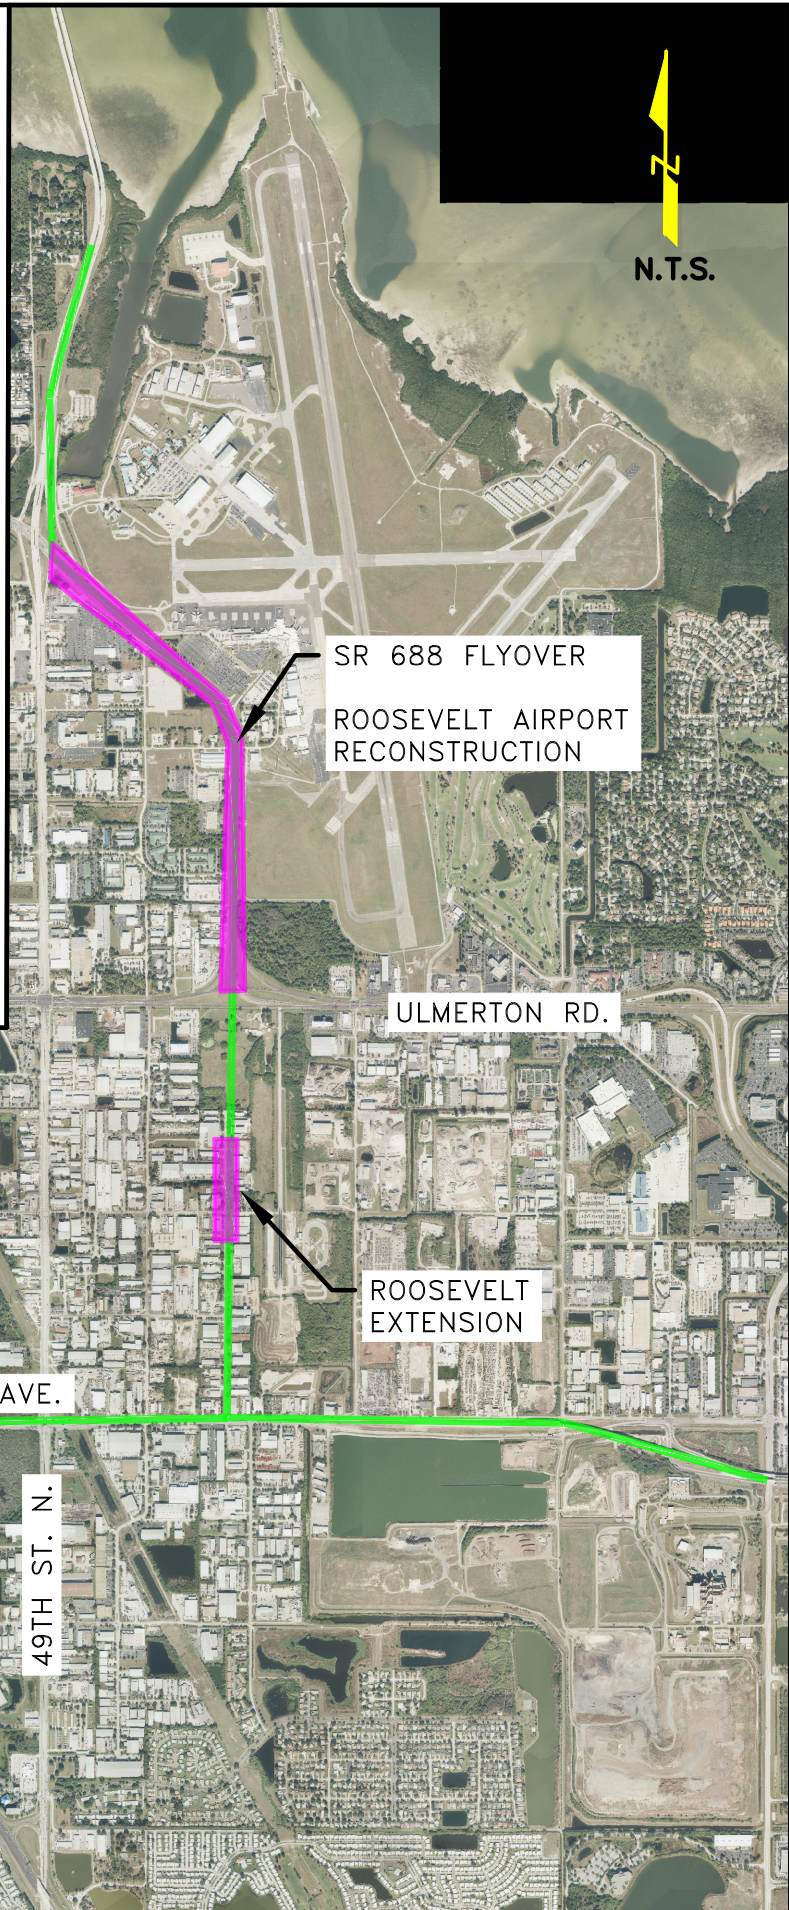 N
N.T.S.
SR 688 FLYOVER
ROOSEVELT AIRPORT
RECONSTRUCTION
ULMERTON RD.
ROOSEVELT
EXTENSION
AVE.
49TH ST. N.